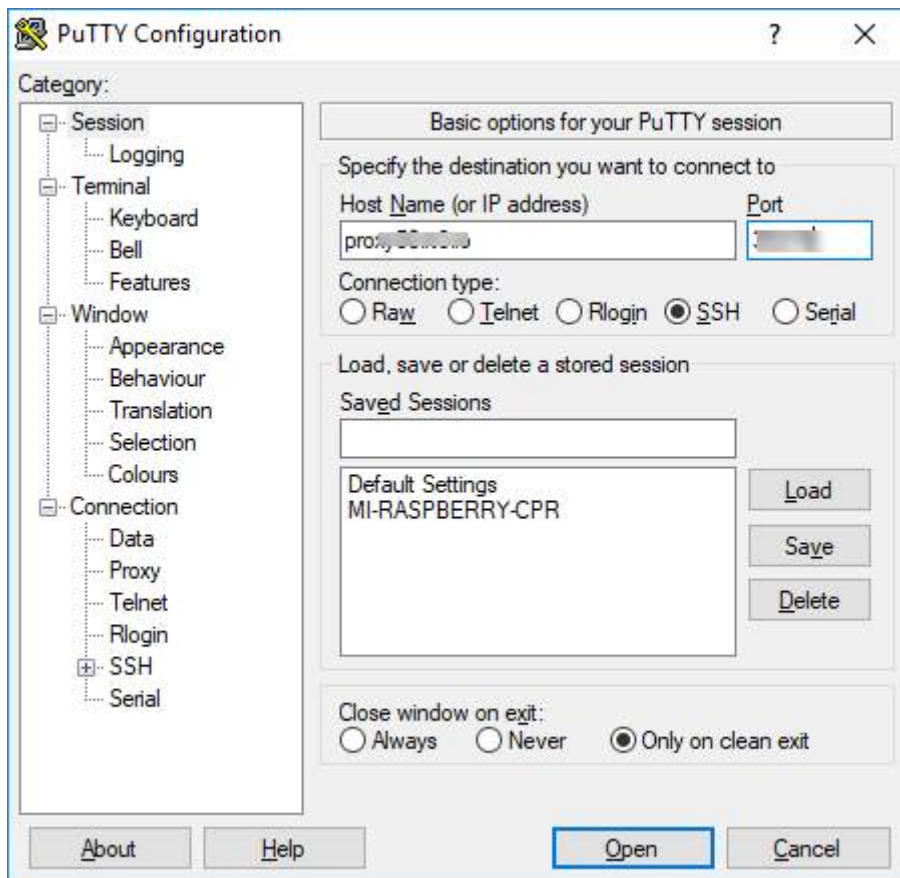 PuTTY Configuration
?
Category:
Session
Logging
Terminal
Keyboard
Bell
Features
Window
Appearance
Behaviour
Translation
Selection
Colours
Connection
Data
Proxy
Telnet
Rlogin
SSH
Serial
Basic options for your PuTTY session
Specify the destination you want to connect to
Host Name (or IP address) Port
Connection type:
Raw Telnet Rlogin SSH Serial
Load, save or delete a stored session
Saved Sessions
Default Settings
MI-RASPBERRY-CPR
Load
Save
Delete
Close window on exit:
Always Never Only on clean exit
About Help Open Cancel